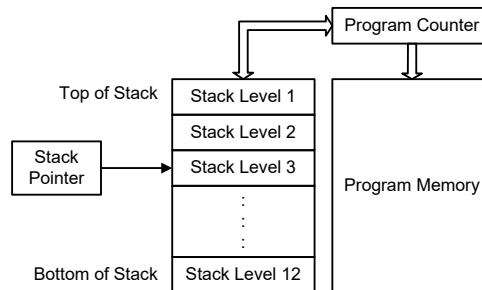 Program Counter
Top of Stack
Stack Level 1
Stack Level 2
Stack
Pointer
Stack Level 3
Program Memory
:
:
Bottom of Stack
Stack Level 12